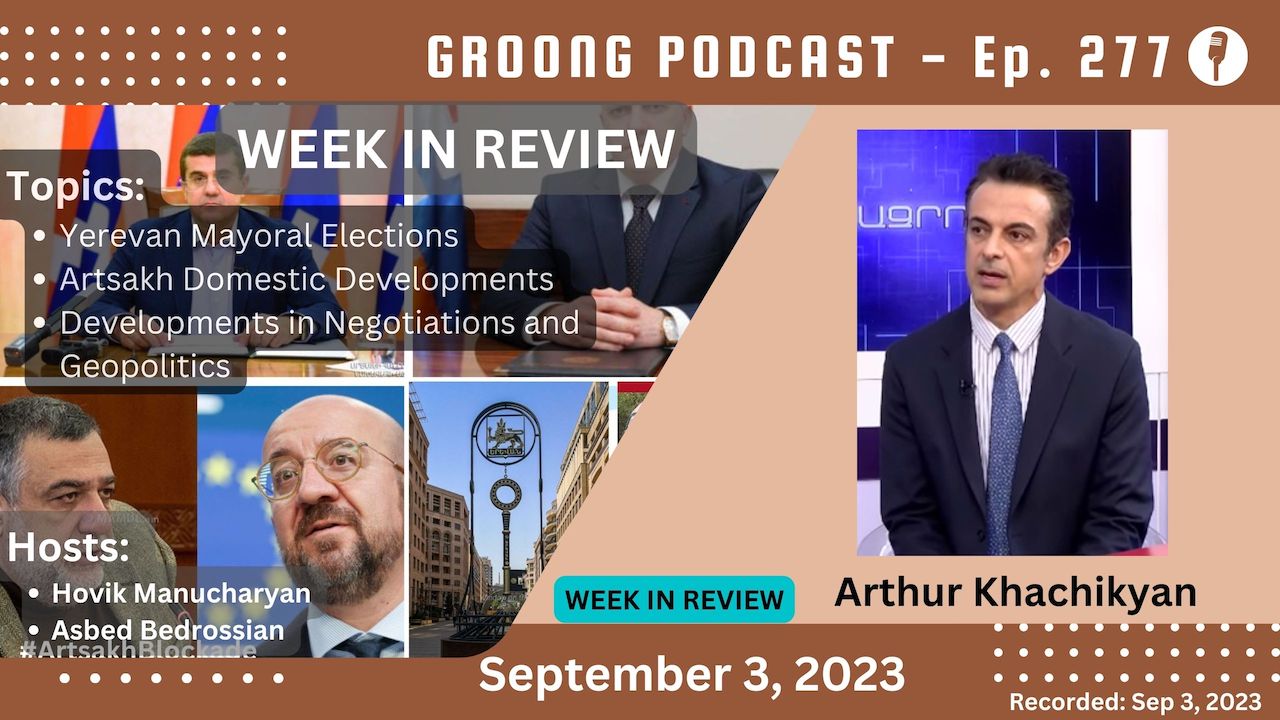 GROONG PODCAST - Ep. 277
WEEK IN REVIEW
Topics:
• Yerevan Mayoral Elections
• Artsakh Domestic Developments
• Developments in Negotiations and
Geopolitics
ԵՐԵՒԱՆ
Hosts:
• Hovik Manucharyan
• Asbed Bedrossian
#ArtsakhBlockade
WEEK IN REVIEW
Arthur Khachikyan
September 3, 2023
Recorded: Sep 3, 2023